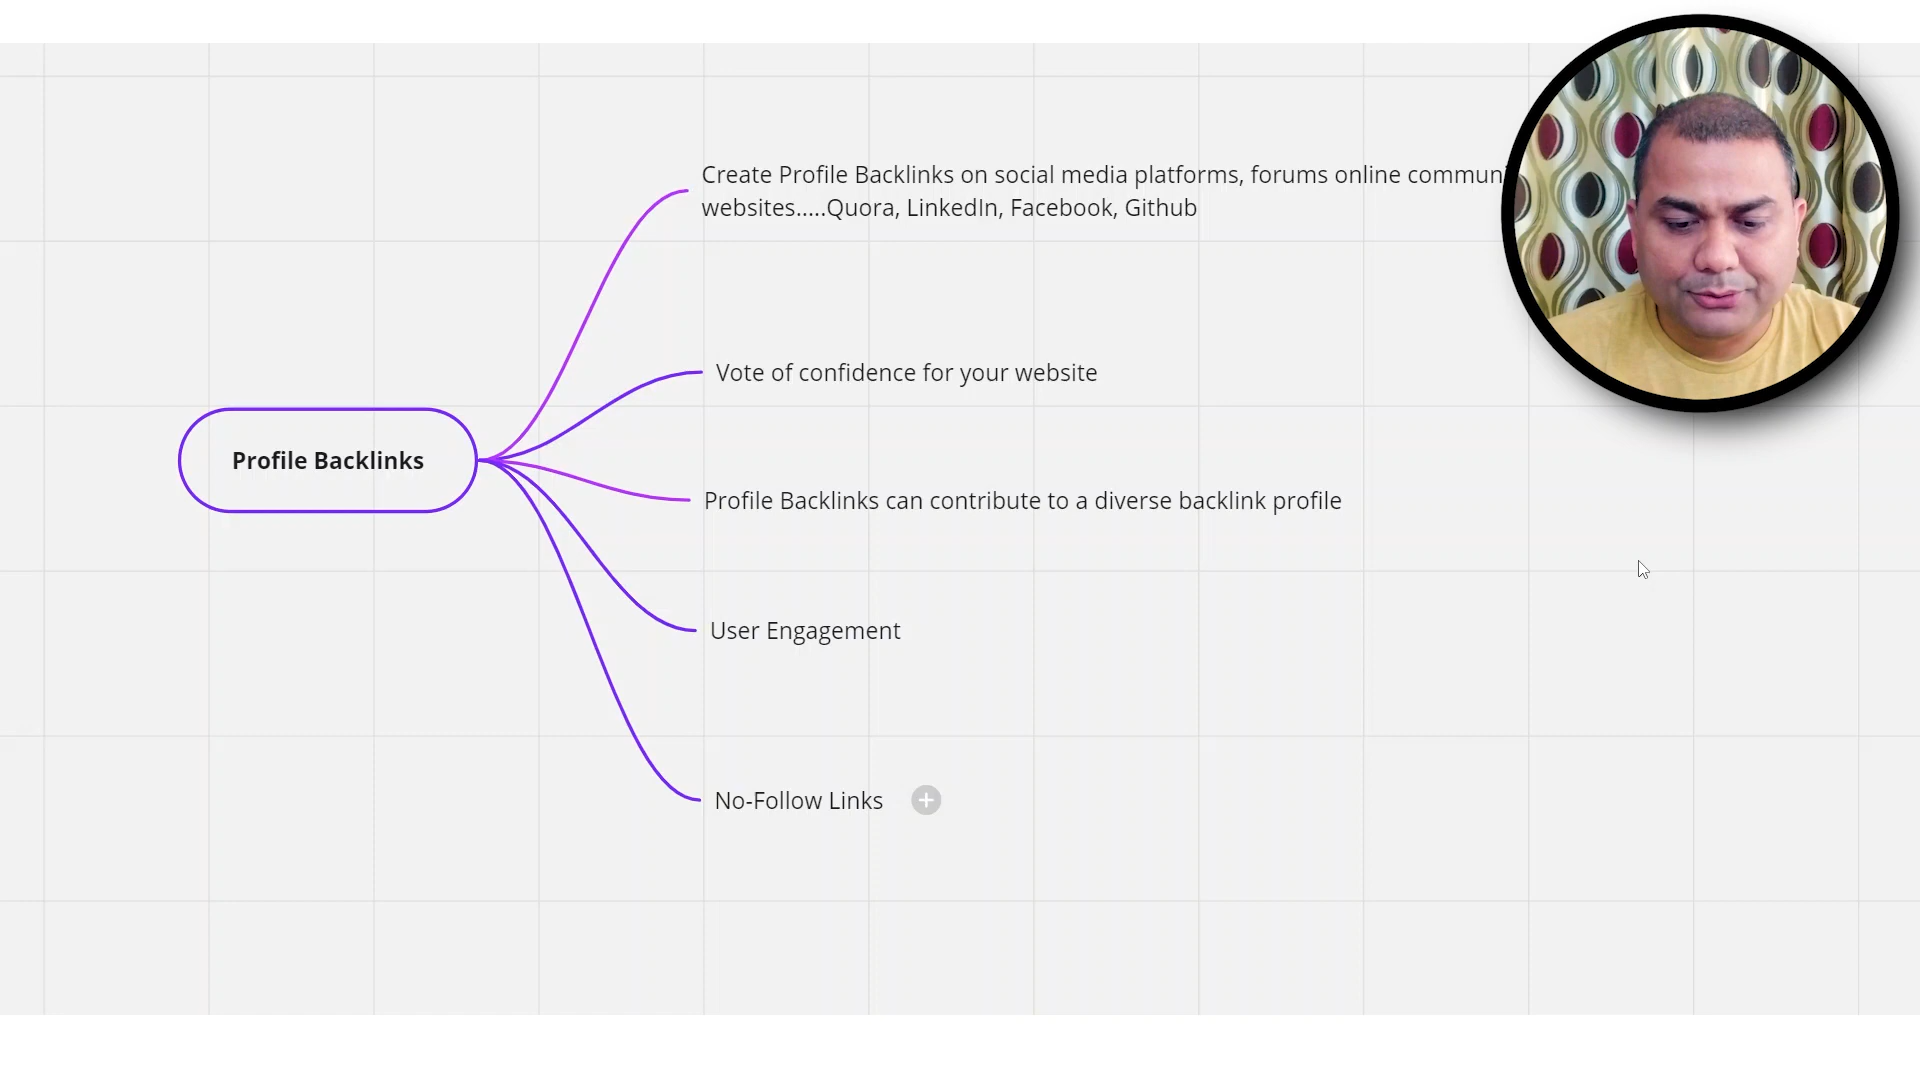 Create Profile Backlinks on social media platforms, forums online
websites.....Quora, LinkedIn, Facebook, Github
Vote of confidence for your website
Profile Backlinks
Profile Backlinks can contribute to a diverse backlink profile
User Engagement
No-Follow Links